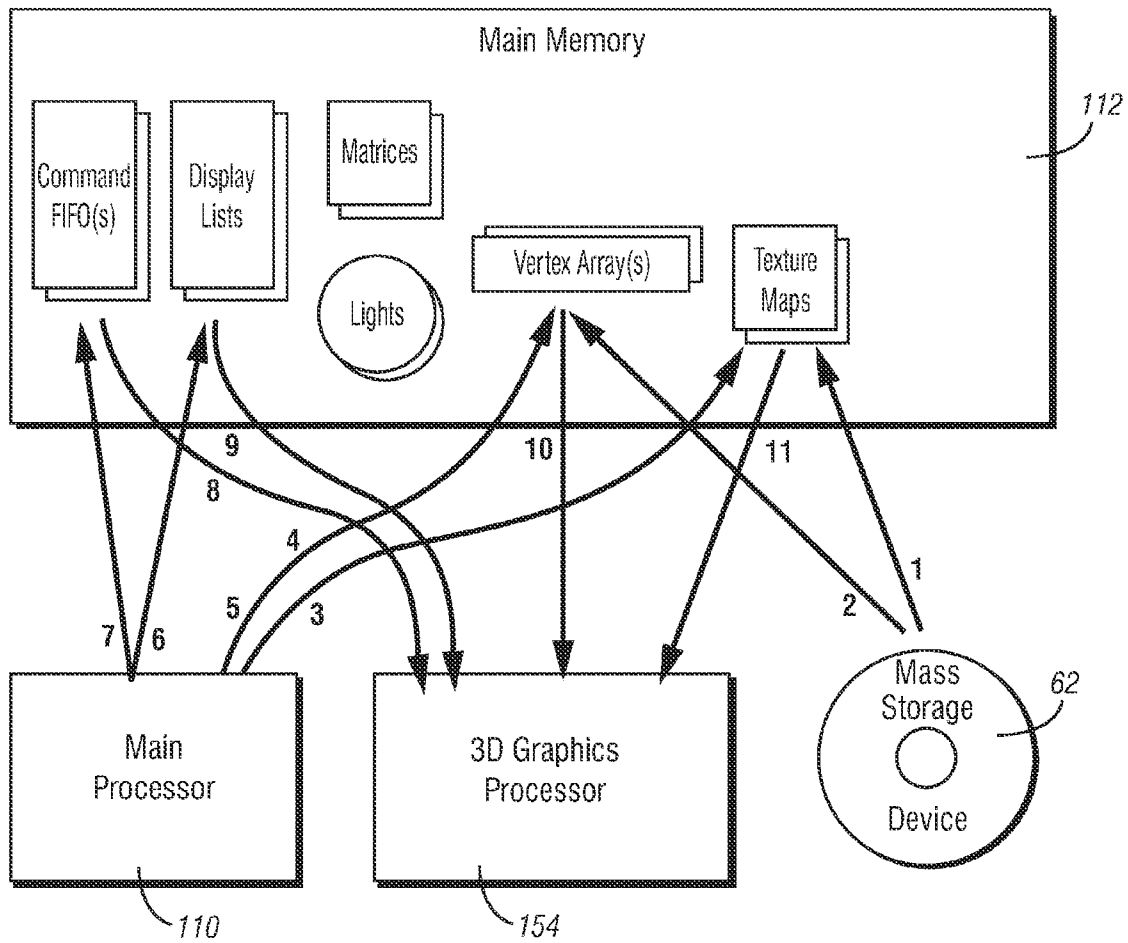 Main Memory
112
Command
FIFO(s)
Display
Lists
Matrices
Lights
Vertex Array(s)
Texture
Maps
9
8
10
11
4
5
3
7
6
2
1
Main
Processor
110
3D Graphics
Processor
154
Mass
Storage
Device
62